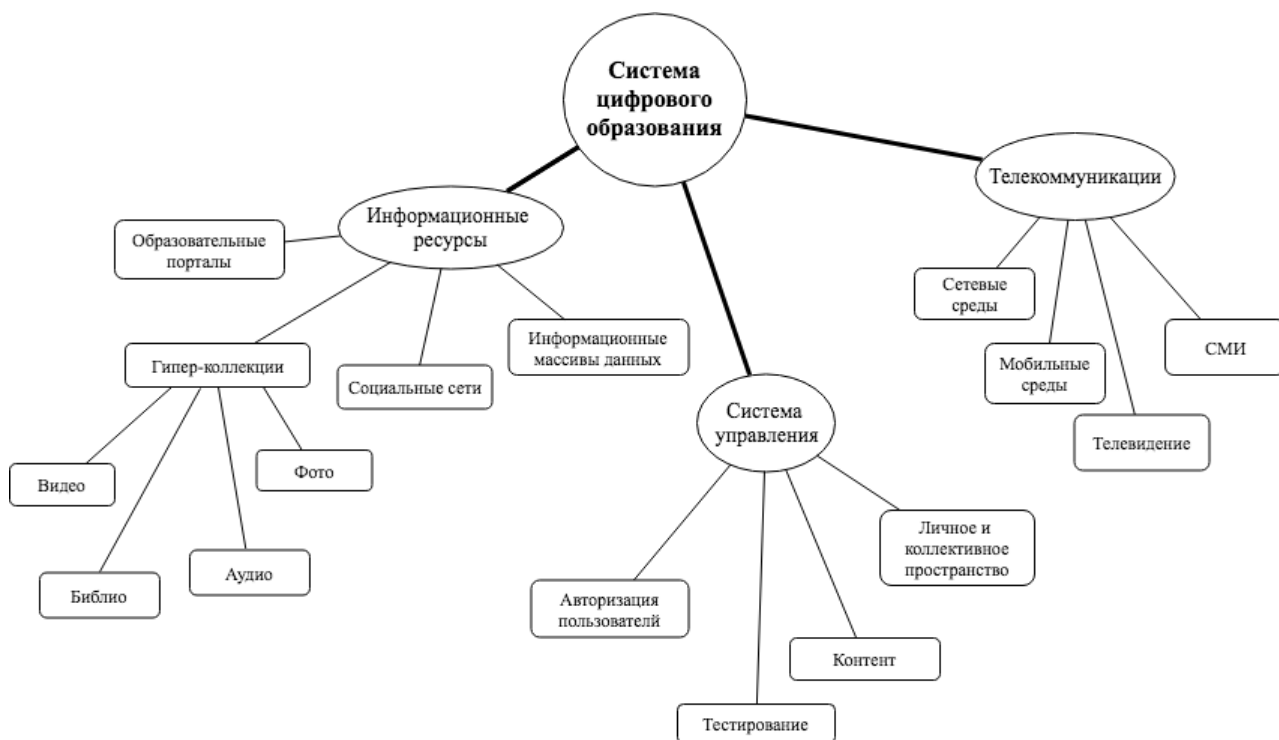 Система
цифрового
образования
Телекоммуникации
Информационные
ресурсы
Образовательные
порталы
Сетевые
среды
Информационные
массивы данных
СМИ
Гипер-коллекции
Мобильные
среды
Социальные сети
Система
управления
Телевидение
Фото
Видео
Личное и
коллективное
пространство
Аудио
Библио
Авторизация
пользователй
Контент
Тестирование